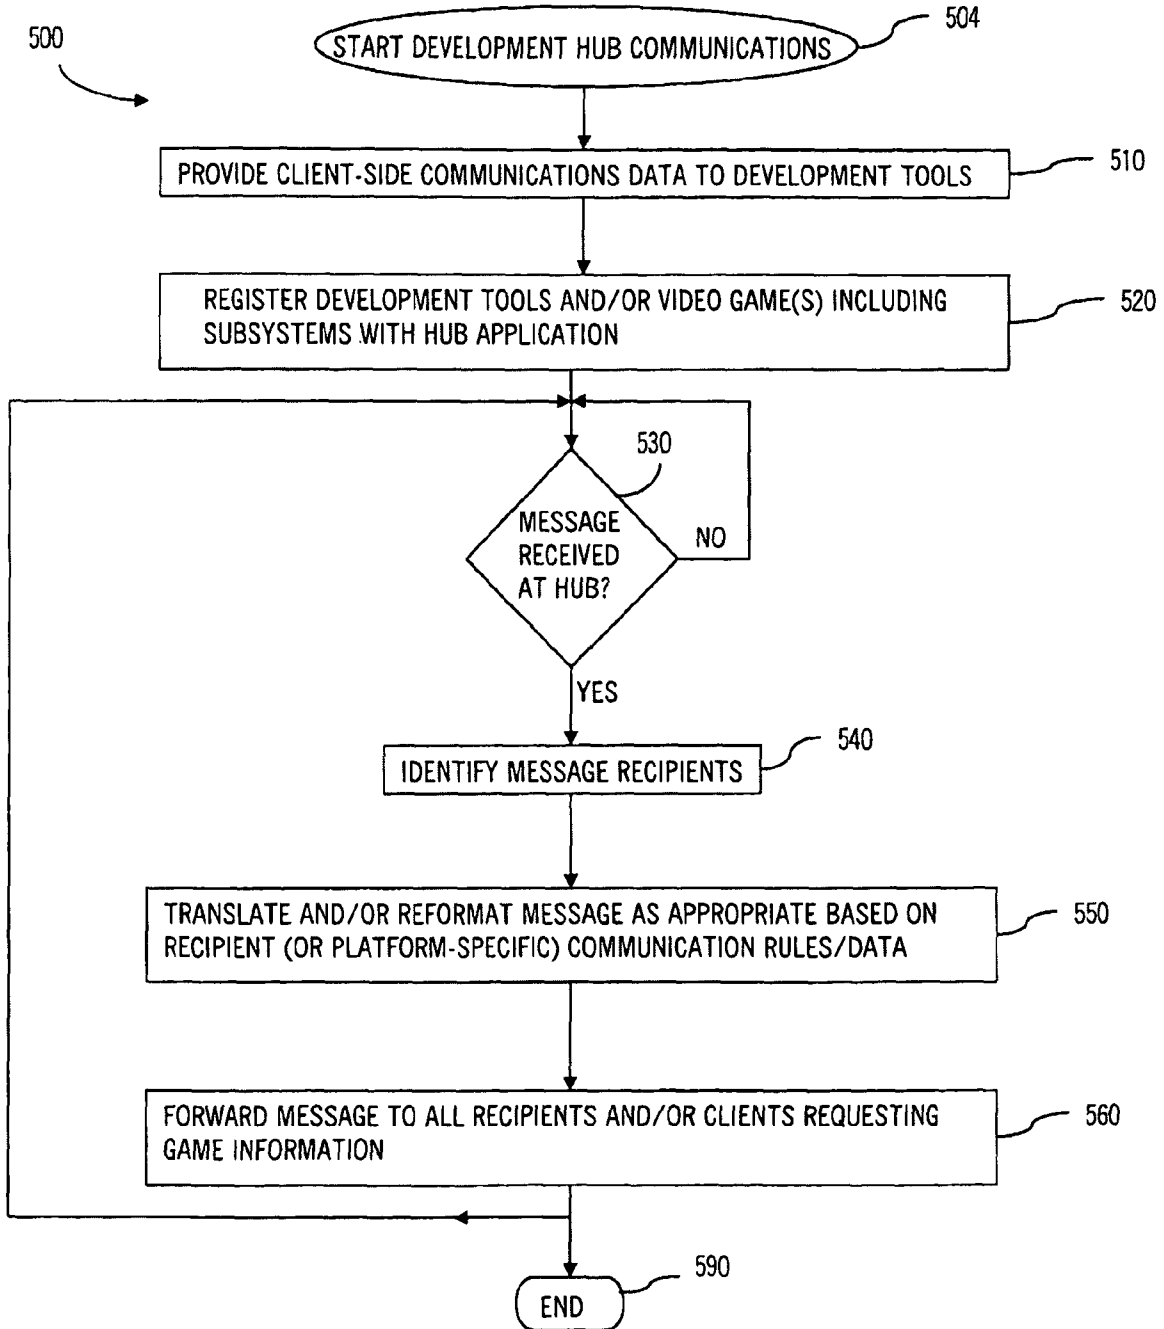 500
504
START DEVELOPMENT HUB COMMUNICATIONS
510
PROVIDE CLIENT-SIDE COMMUNICATIONS DATA TO DEVELOPMENT TOOLS
520
REGISTER DEVELOPMENT TOOLS AND/OR VIDEO GAME(S) INCLUDING
SUBSYSTEMS WITH HUB APPLICATION
530
MESSAGE
RECEIVED
AT HUB?
NO
YES
540
IDENTIFY MESSAGE RECIPIENTS
550
TRANSLATE AND/OR REFORMAT MESSAGE AS APPROPRIATE BASED ON
RECIPIENT (OR PLATFORM-SPECIFIC) COMMUNICATION RULES/DATA
560
FORWARD MESSAGE TO ALL RECIPIENTS AND/OR CLIENTS REQUESTING
GAME INFORMATION
590
END